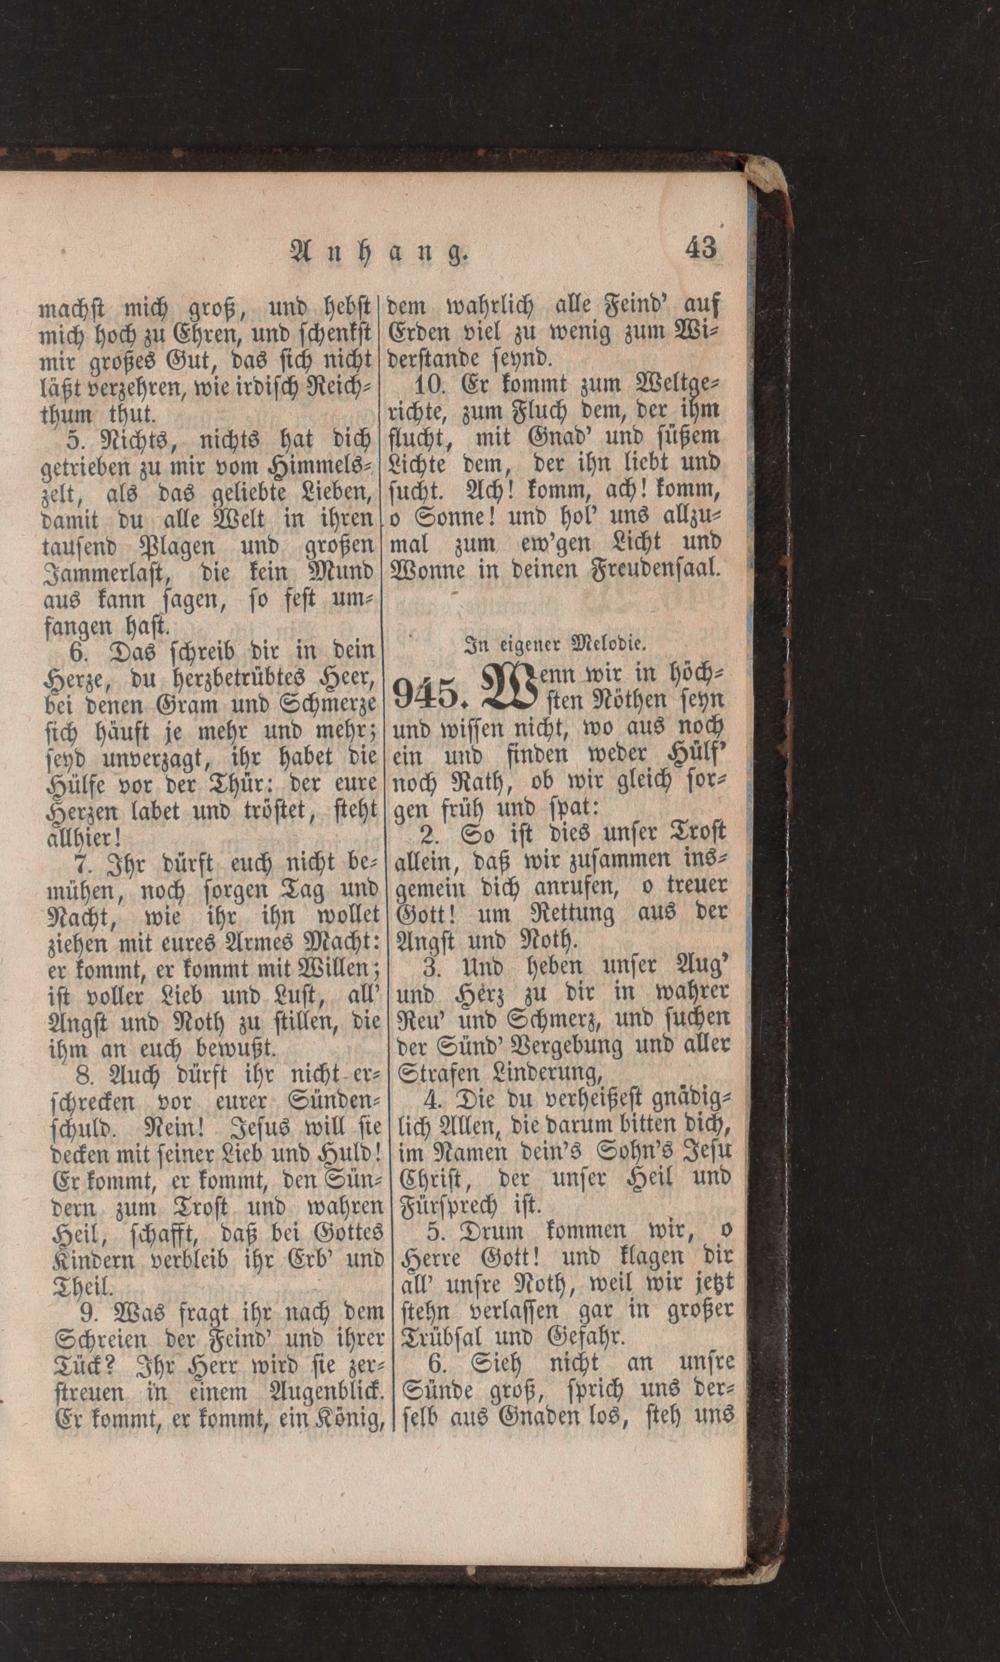 Anhang.
43
machst mich groß, und hebst
mich hoch zu Ehren, und schenkst
mir großes Gut, das sich nicht
läßt verzehren, wie irdisch Reich-
thum thut.
5. Nichts, nichts hat dich
getrieben zu mir vom Himmels-
zelt, als das geliebte Lieben,
damit du alle Welt in ihren
tausend Plagen und großen
Jammerlast, die kein Mund
aus kann sagen, so fest um-
fangen hast.
6. Das schreib dir in dein
Herze, du herzbetrübtes Heer,
bei denen Gram und Schmerze
sich häuft je mehr und mehr;
seyd unverzagt, ihr habet die
Hülfe vor der Thür: der eure
Herzen labet und tröstet, steht
allhier!
7. Ihr dürft euch nicht be-
mühen, noch sorgen Tag und
Nacht, wie ihr ihn wollet
ziehen mit eures Armes Macht:
er kommt, er kommt mit Willen;
ist voller Lieb und Lust, all'
Angst und Noth zu stillen, die
ihm an euch bewußt.
8. Auch dürft ihr nicht er-
schrecken vor eurer Sünden-
schuld. Nein! Jesus will sie
decken mit seiner Lieb und Huld!
Er kommt, er kommt, den Sün-
dern zum Trost und wahren
Heil, schafft, daß bei Gottes
Kindern verbleib ihr Erb' und
Theil.
9. Was fragt ihr nach dem
Schreien der Feind' und ihrer
Tück? Ihr Herr wird sie zer-
streuen in einem Augenblick.
Er kommt, er kommt, ein König,
dem wahrlich alle Feind' auf
Erden viel zu wenig zum Wi-
derstande seynd.
10. Er kommt zum Weltge-
richte, zum Fluch dem, der ihm
flucht, mit Gnad' und süßem
Lichte dem, der ihn liebt und
sucht. Ach! komm, ach! komm,
o Sonne! und hol' uns allzu-
mal zum ew'gen Licht und
Wonne in deinen Freudensaal.
In eigener Melodie.
945. Wenn wir in höch-
sten Nöthen seyn
und wissen nicht, wo aus noch
ein und finden weder Hülf'
noch Rath, ob wir gleich sor-
gen früh und spat:
2. So ist dies unser Trost
allein, daß wir zusammen ins-
gemein dich anrufen, o treuer
Gott! um Rettung aus der
Angst und Noth.
3. Und heben unser Aug'
und Herz zu dir in wahrer
Reu' und Schmerz, und suchen
der Sünd' Vergebung und aller
Strafen Linderung,
4. Die du verheißest gnädig-
lich Allen, die darum bitten dich,
im Namen dein's Sohn's Jesu
Christ, der unser Heil und
Fürsprech ist.
5. Drum kommen wir, o
Herre Gott! und klagen dir
all' unsre Noth, weil wir jetzt
stehn verlassen gar in großer
Trübsal und Gefahr.
6. Sieh nicht an unsre
Sünde groß, sprich uns der-
selb aus Gnaden los, steh uns